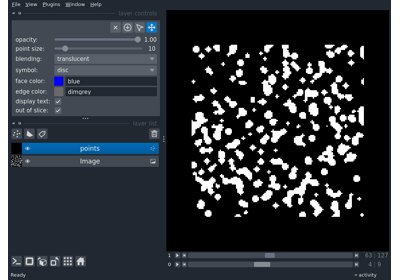 File View Plugins Window Help
layer controls
opacity: 1.00
point size: 10
blending: translucent
symbol: disc
face color: blue
edge color: dimgrey
display text:
out of slice:
layer list
points
Image
1 63 127
0 4 9
Ready
activity